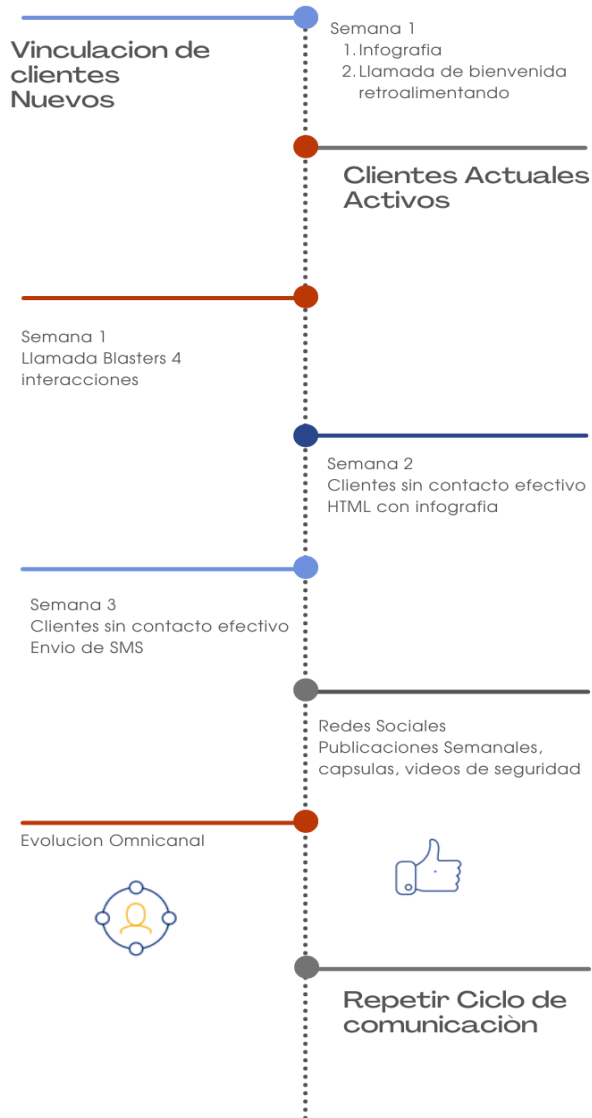 Vinculacion de
clientes
Nuevos
Semana 1
1. Infografia
2. Llamada de bienvenida
retroalimentando
Clientes Actuales
Activos
Semana 1
Llamada Blasters 4
interacciones
Semana 2
Clientes sin contacto efectivo
HTML con infografia
Semana 3
Clientes sin contacto efectivo
Envio de SMS
Redes Sociales
Publicaciones Semanales,
capsulas, videos de seguridad
Evolucion Omnicanal
Repetir Ciclo de
comunicaciòn